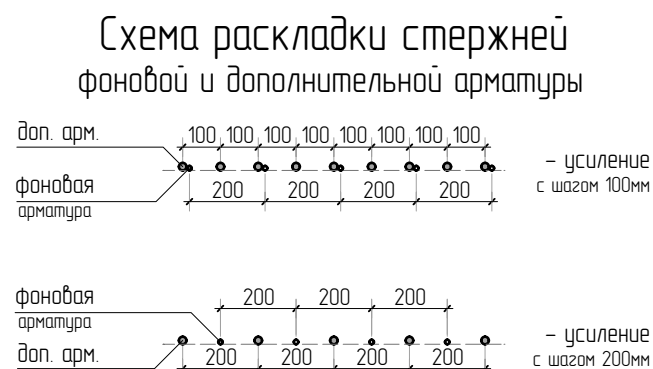 Схема раскладки стержней
фоновой и дополнительной арматуры
доп. арм.
100 100 100 100 100 100 100 100
фоновая
арматура
200 200 200 200
– усиление
с шагом 100мм
фоновая
арматура
200 200 200
доп. арм.
200 200 200 200
– усиление
с шагом 200мм